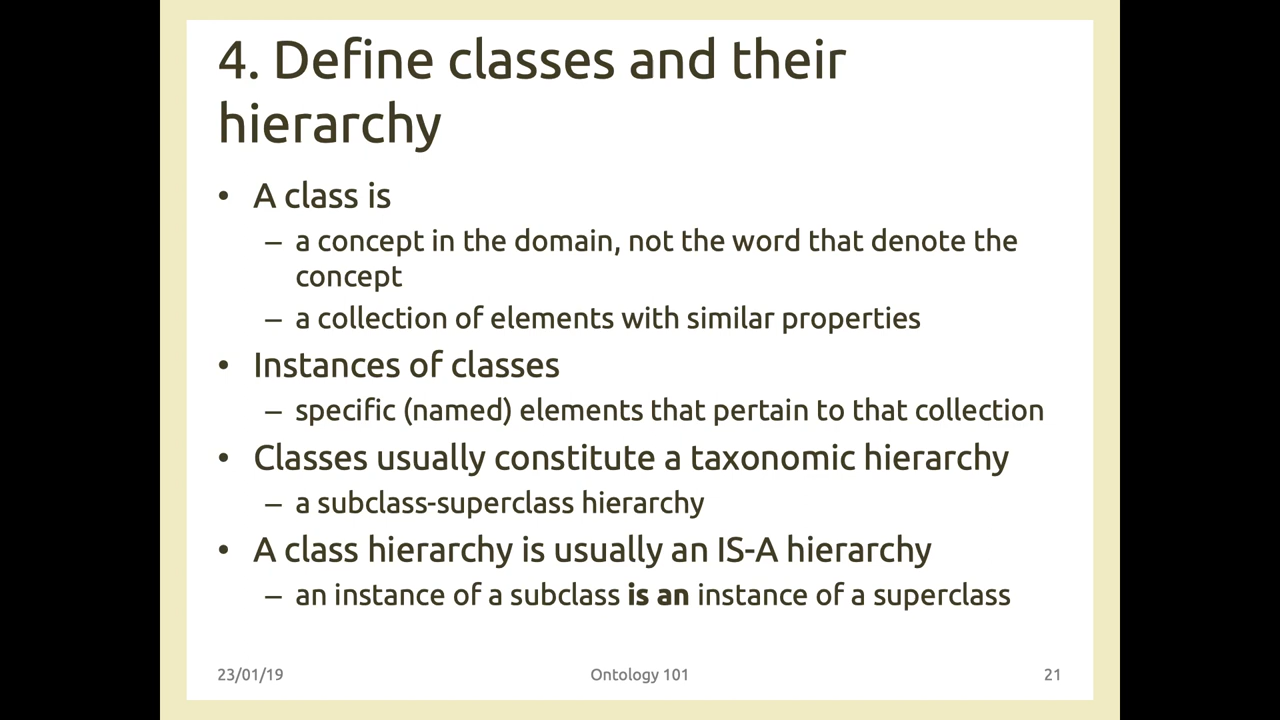 4. Define classes and their
hierarchy
• A class is
– a concept in the domain, not the word that denote the
concept
– a collection of elements with similar properties
• Instances of classes
– specific (named) elements that pertain to that collection
• Classes usually constitute a taxonomic hierarchy
– a subclass-superclass hierarchy
• A class hierarchy is usually an IS-A hierarchy
– an instance of a subclass is an instance of a superclass
23/01/19
Ontology 101
21